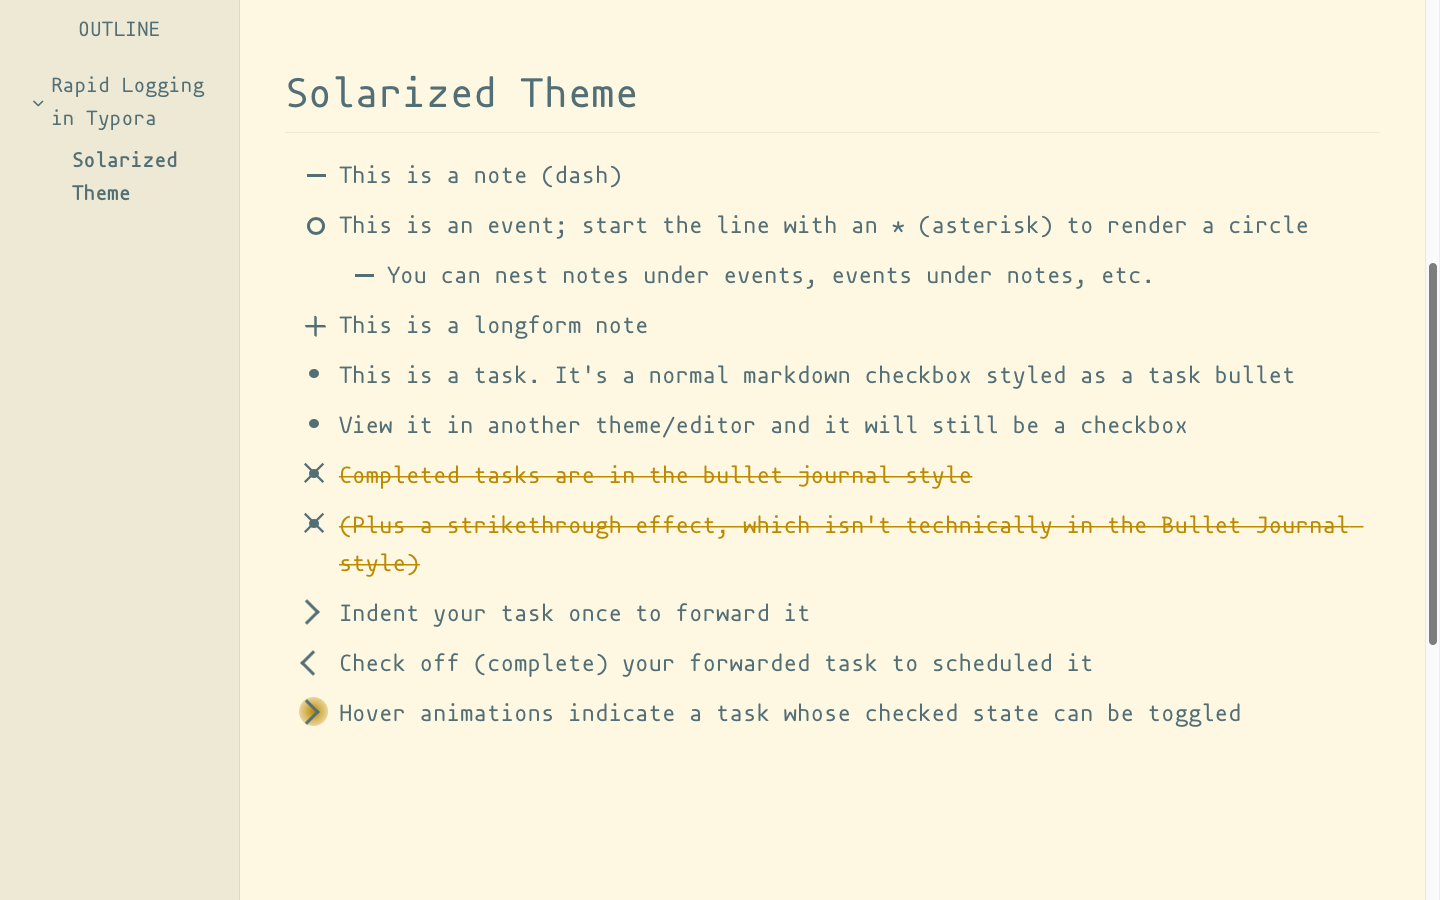 OUTLINE
Rapid Logging
in Typora
Solarized
Theme
Solarized Theme
This is a note (dash)
This is an event; start the line with an * (asterisk) to render a circle
You can nest notes under events, events under notes, etc.
This is a longform note
This is a task. It's a normal markdown checkbox styled as a task bullet
View it in another theme/editor and it will still be a checkbox
Completed tasks are in the bullet journal style
(Plus a strikethrough effect, which isn't technically in the Bullet Journal
style)
Indent your task once to forward it
Check off (complete) your forwarded task to scheduled it
Hover animations indicate a task whose checked state can be toggled